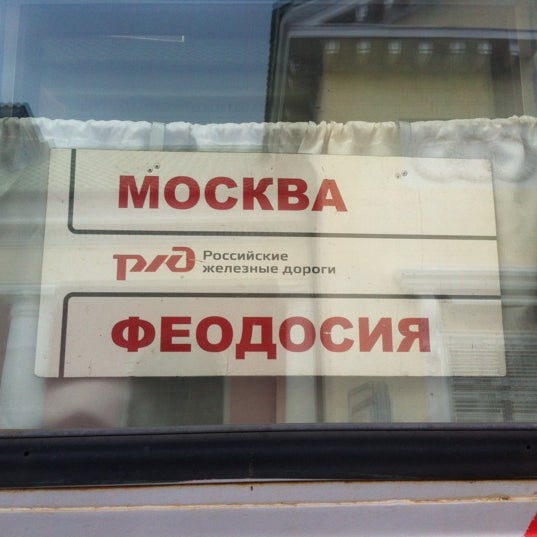 МОСКВА
РЖД Российские
железные дороги
ФЕОДОСИЯ